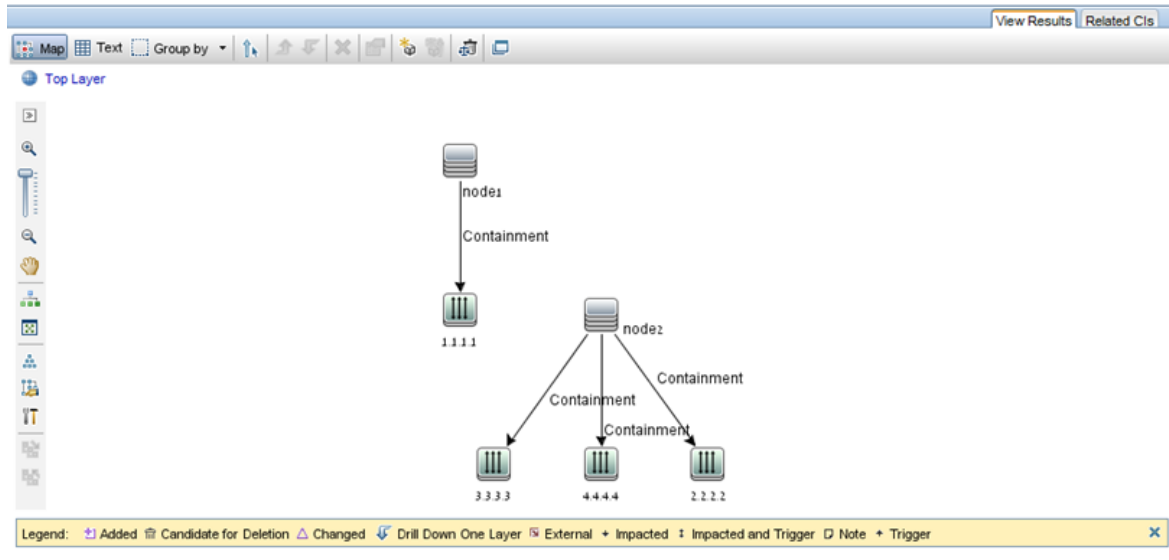 View Results Related CIs
Map Text Group by
Top Layer
node1
Containment
1.1.1.1
node2
Containment
Containment
Containment
3.3.3.3 4.4.4.4 2.2.2.2
Legend: Added Candidate for Deletion Changed Drill Down One Layer External Impacted Impacted and Trigger Note Trigger